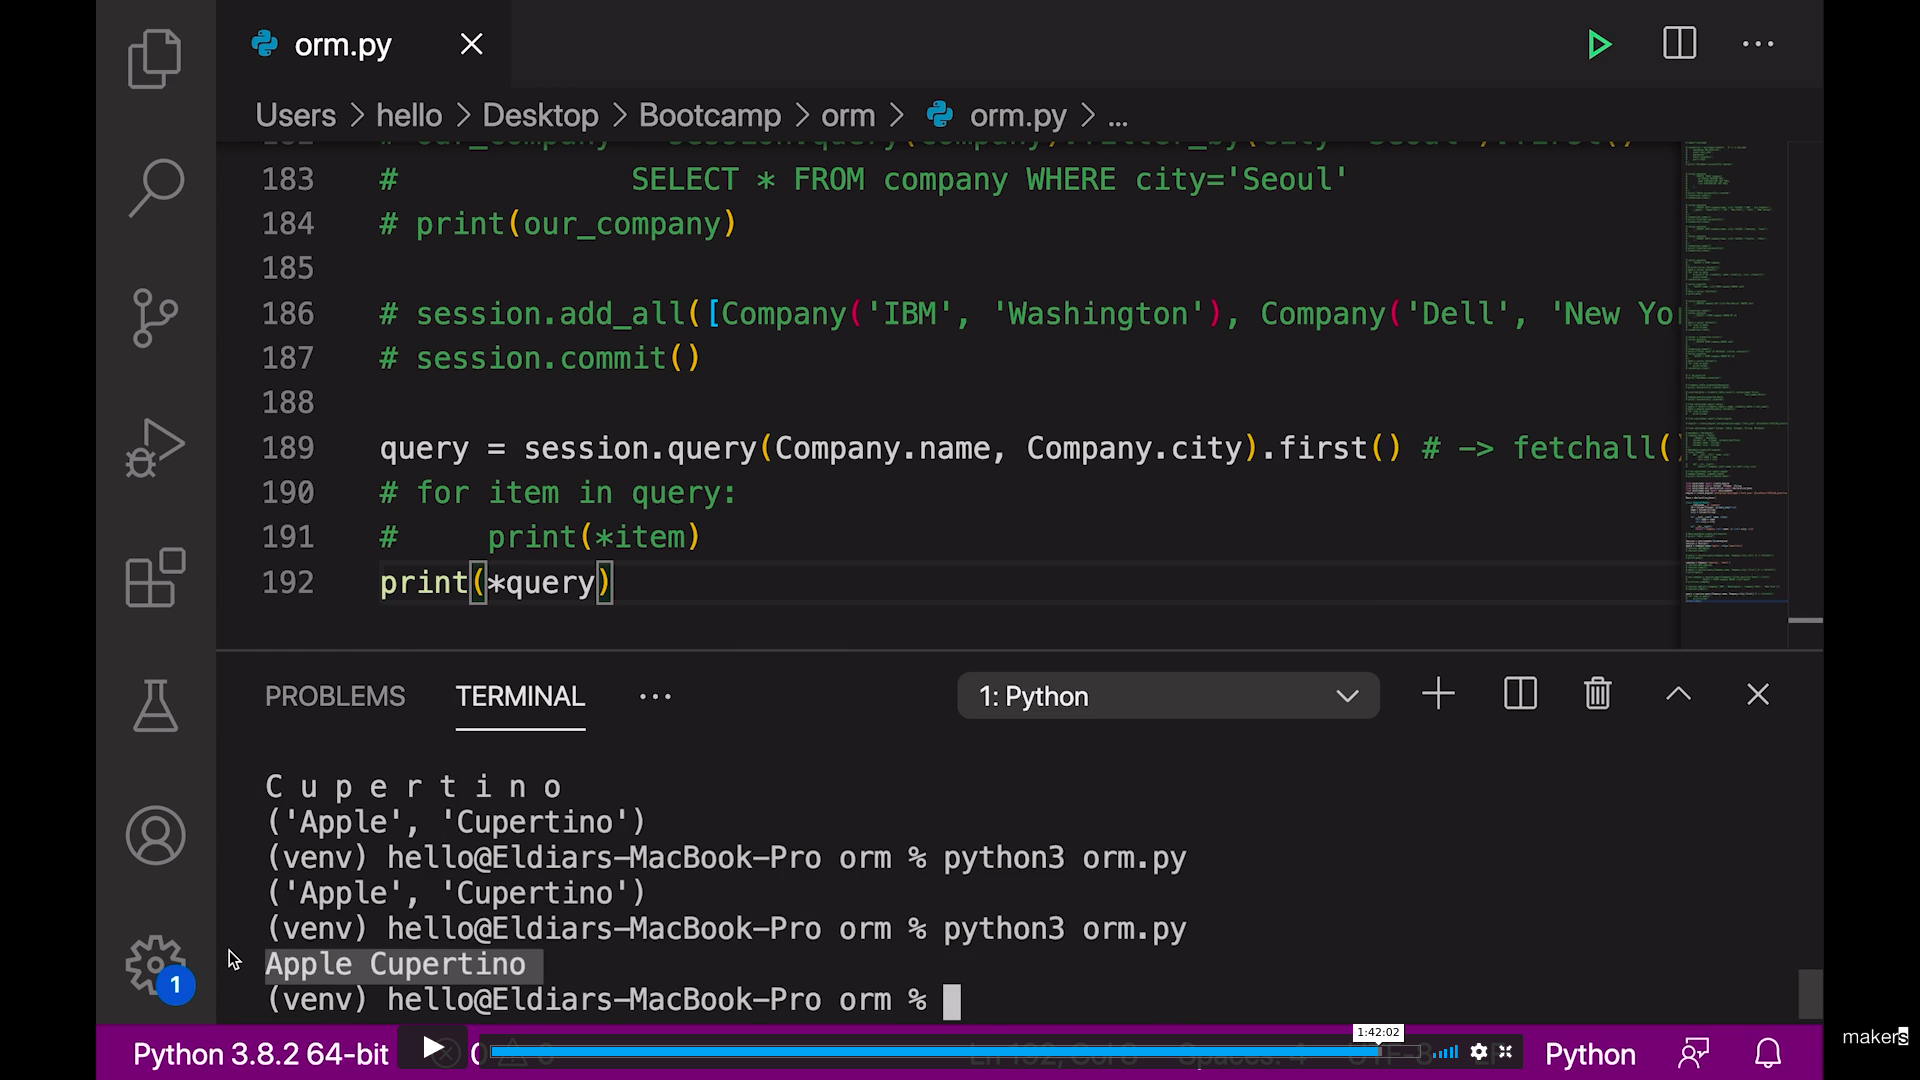 orm.py
Users > hello > Desktop > Bootcamp > orm > orm.py > ...
183 # SELECT * FROM company WHERE city='Seoul'
184 # print(our_company)
185
186 # session.add_all([Company('IBM', 'Washington'), Company('Dell', 'New Yo
187 # session.commit()
188
189 query = session.query(Company.name, Company.city).first() # -> fetchall()
190 # for item in query:
191 #     print(*item)
192 print(*query)
PROBLEMS TERMINAL ... 1: Python
C u p e r t i n o
('Apple', 'Cupertino')
(venv) hello@Eldiars-MacBook-Pro orm % python3 orm.py
('Apple', 'Cupertino')
(venv) hello@Eldiars-MacBook-Pro orm % python3 orm.py
Apple Cupertino
(venv) hello@Eldiars-MacBook-Pro orm %
1
1:42:02
Python 3.8.2 64-bit Python
makers